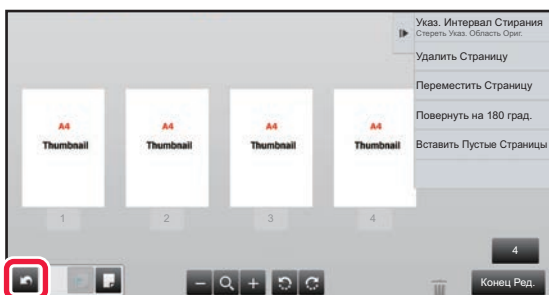 Указ. Интервал Стирания
Стереть Указ. Область Ориг.
Удалить Страницу
Переместить Страницу
Повернуть на 180 град.
Вставить Пустые Страницы
A4 A4 A4 A4
Thumbnail Thumbnail Thumbnail Thumbnail
1 2 3 4
4
Конец Ред.